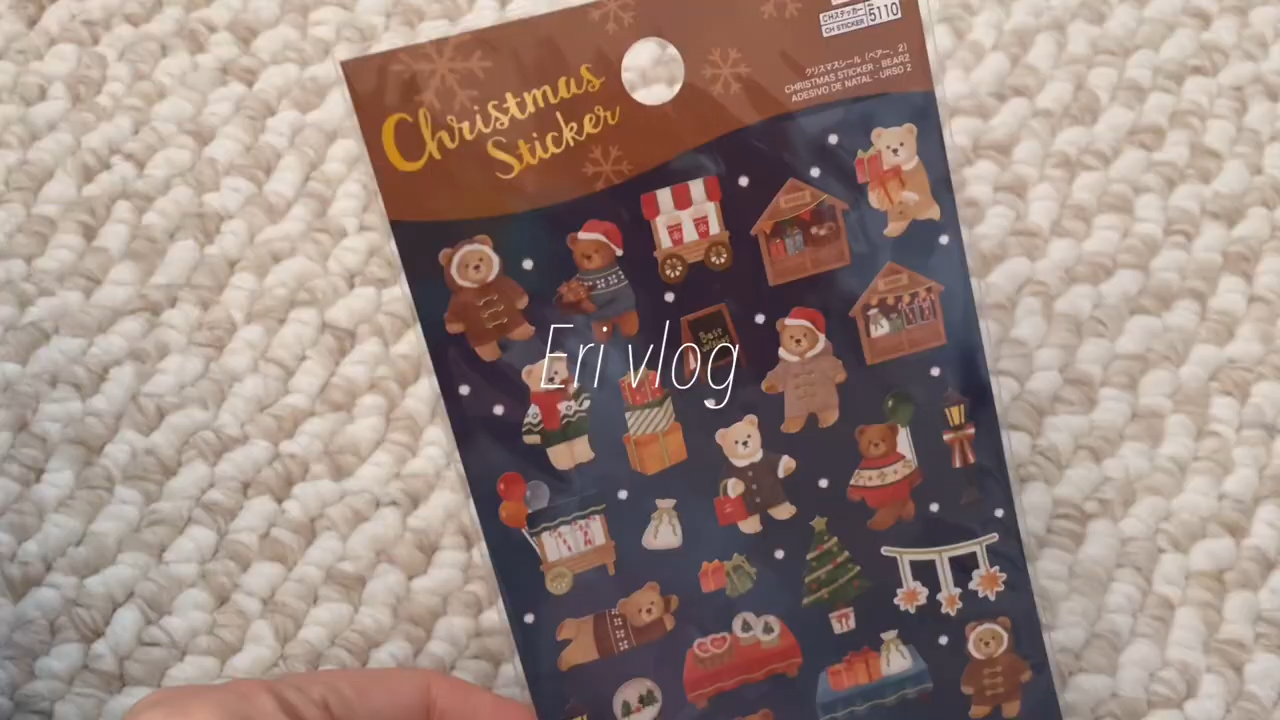 CHステッカー
CH STICKER
5110
クリスマスシール（ベアー、2）
CHRISTMAS STICKER - BEAR2
ADESIVO DE NATAL - URSO 2
Christmas
Sticker
Best
Eri vlog